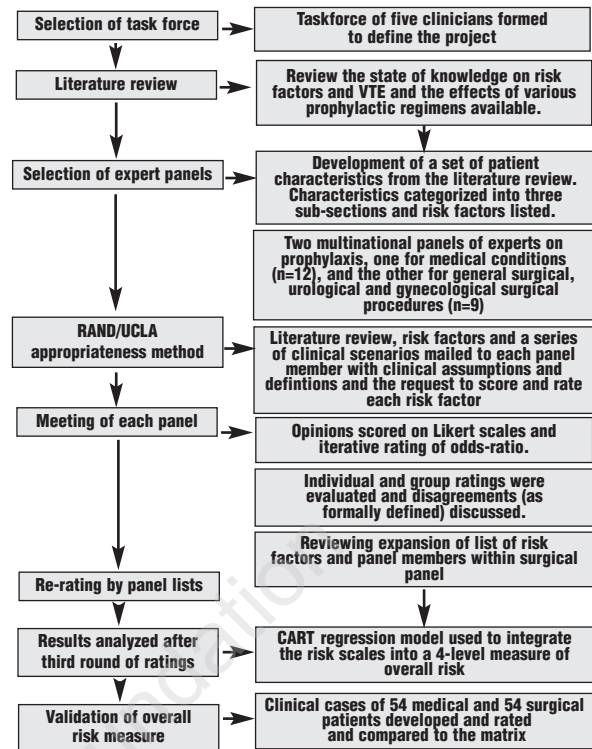 Selection of task force
Taskforce of five clinicians formed
to define the project
Literature review
Review the state of knowledge on risk
factors and VTE and the effects of various
prophylactic regimens available.
Selection of expert panels
Development of a set of patient
characteristics from the literature review.
Characteristics categorized into three
sub-sections and risk factors listed.
Two multinational panels of experts on
prophylaxis, one for medical conditions
(n=12), and the other for general surgical,
urological and gynecological surgical
procedures (n=9)
RAND/UCLA
appropriateness method
Literature review, risk factors and a series
of clinical scenarios mailed to each panel
member with clinical assumptions and
defintions and the request to score and rate
each risk factor
Meeting of each panel
Opinions scored on Likert scales and
iterative rating of odds-ratio.
Individual and group ratings were
evaluated and disagreements (as
formally defined) discussed.
Reviewing expansion of list of risk
factors and panel members within surgical
panel
Re-rating by panel lists
Results analyzed after
third round of ratings
CART regression model used to integrate
the risk scales into a 4-level measure of
overall risk
Validation of overall
risk measure
Clinical cases of 54 medical and 54 surgical
patients developed and rated
and compared to the matrix